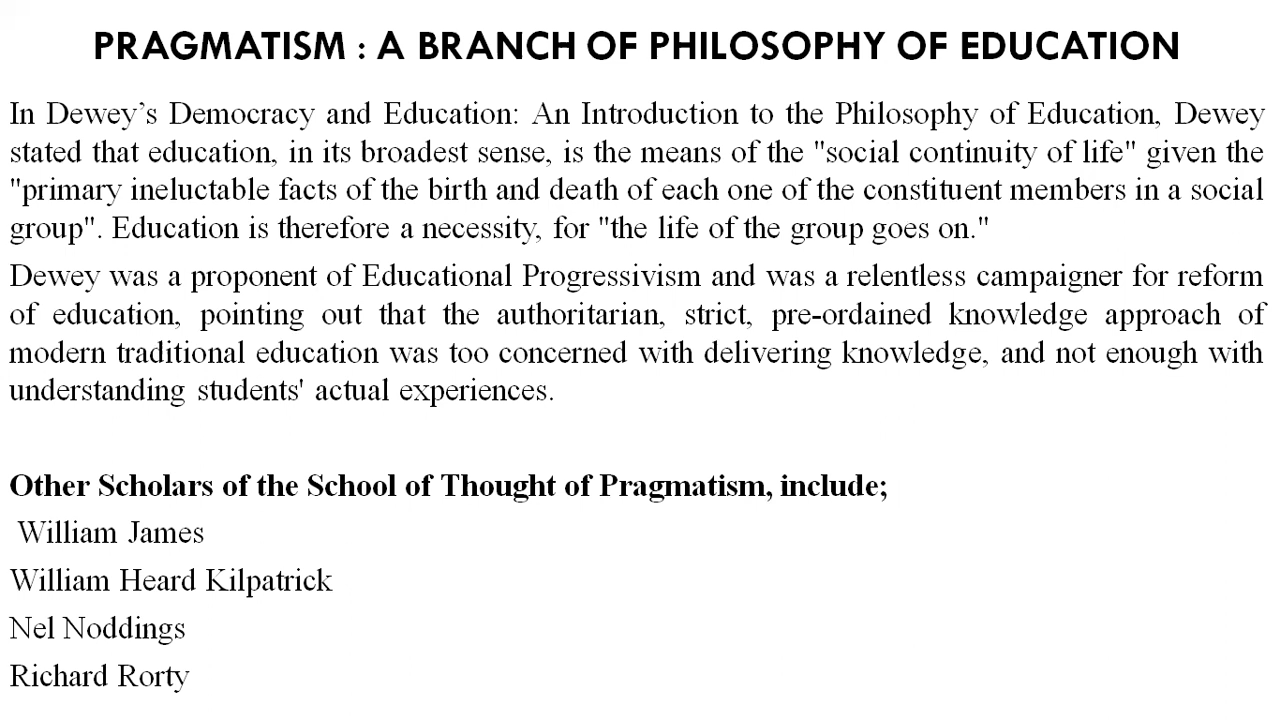 PRAGMATISM : A BRANCH OF PHILOSOPHY OF EDUCATION
In Dewey’s Democracy and Education: An Introduction to the Philosophy of Education, Dewey
stated that education, in its broadest sense, is the means of the "social continuity of life" given the
"primary ineluctable facts of the birth and death of each one of the constituent members in a social
group". Education is therefore a necessity, for "the life of the group goes on."
Dewey was a proponent of Educational Progressivism and was a relentless campaigner for reform
of education, pointing out that the authoritarian, strict, pre-ordained knowledge approach of
modern traditional education was too concerned with delivering knowledge, and not enough with
understanding students' actual experiences.
Other Scholars of the School of Thought of Pragmatism, include;
William James
William Heard Kilpatrick
Nel Noddings
Richard Rorty